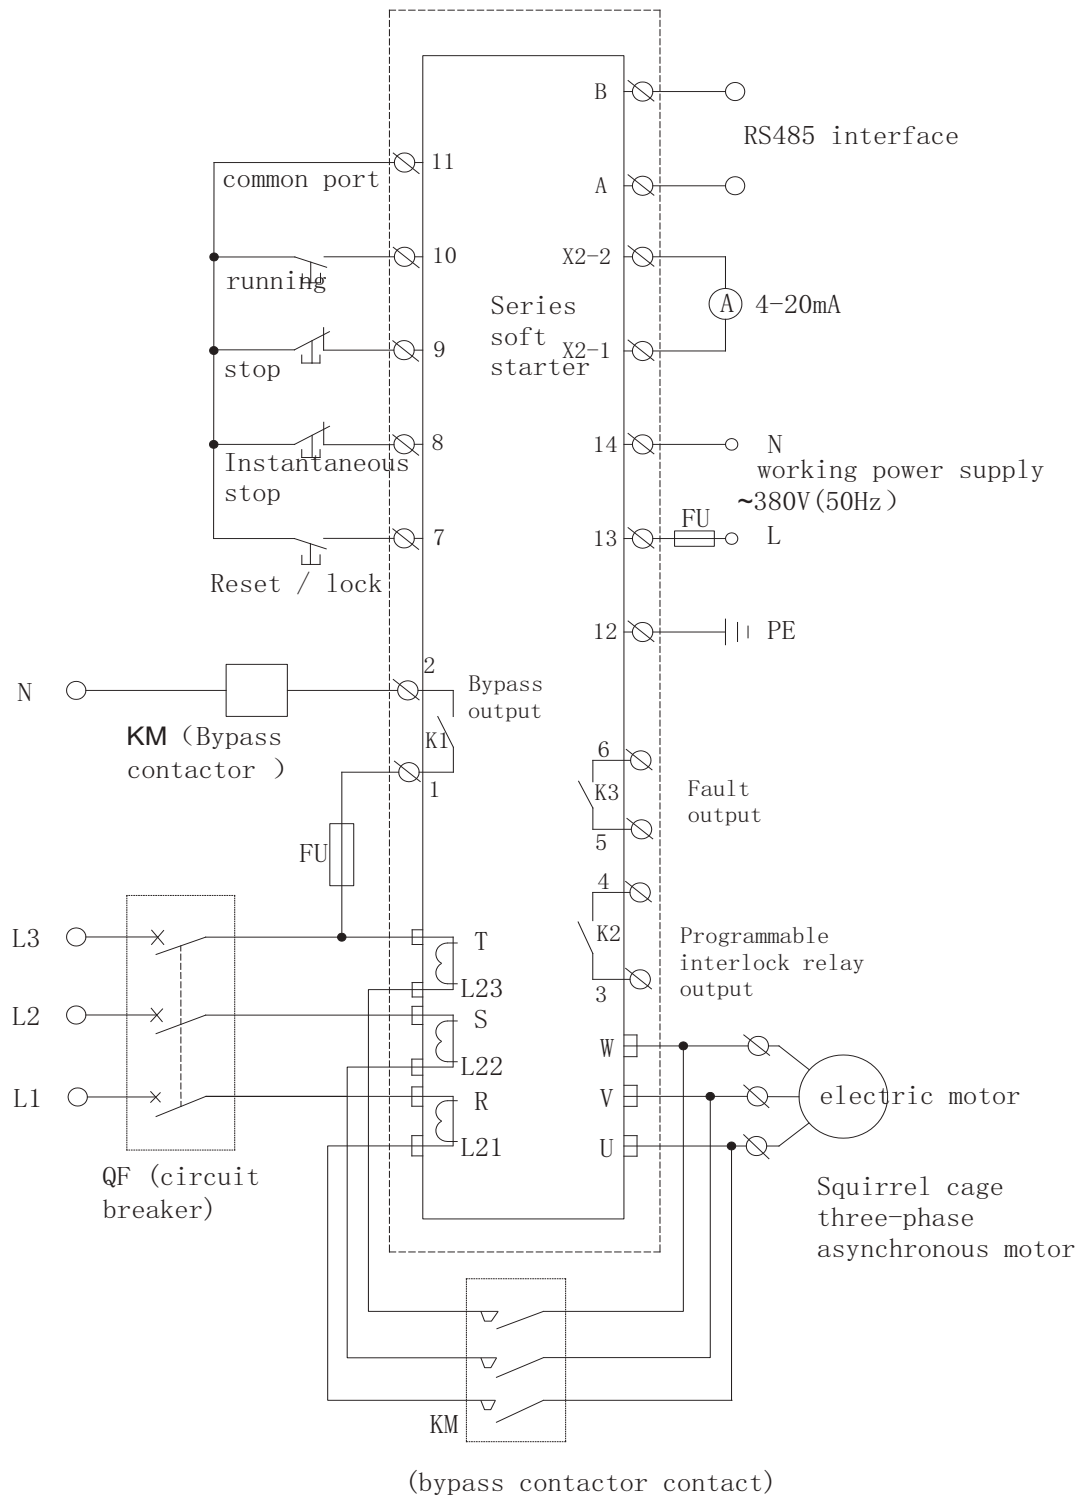 B
RS485 interface
11
common port
A
10
X2-2
running
Series
soft
starter
A 4-20mA
9
X2-1
stop
8
14
N
Instantaneous
stop
working power supply
~380V(50Hz)
FU
7
13
L
Reset / lock
12
PE
2
N
Bypass
output
KM (Bypass
contactor )
K1
1
6
K3
Fault
output
5
FU
4
L3
T
K2
Programmable
interlock relay
output
L23
3
L2
S
W
L22
L1
R
V
electric motor
L21
U
QF (circuit
breaker)
Squirrel cage
three-phase
asynchronous motor
KM
(bypass contactor contact)